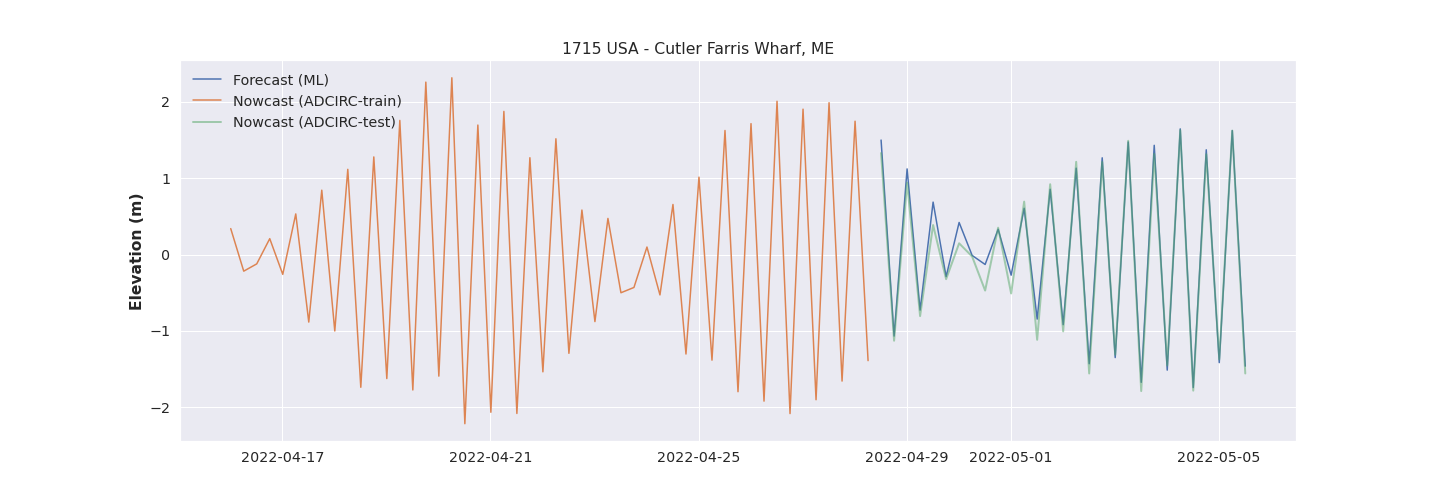 1715 USA - Cutler Farris Wharf, ME
Forecast (ML)
Nowcast (ADCIRC-train)
Nowcast (ADCIRC-test)
Elevation (m)
2
1
0
−1
−2
2022-04-17 2022-04-21 2022-04-25 2022-04-29 2022-05-01 2022-05-05